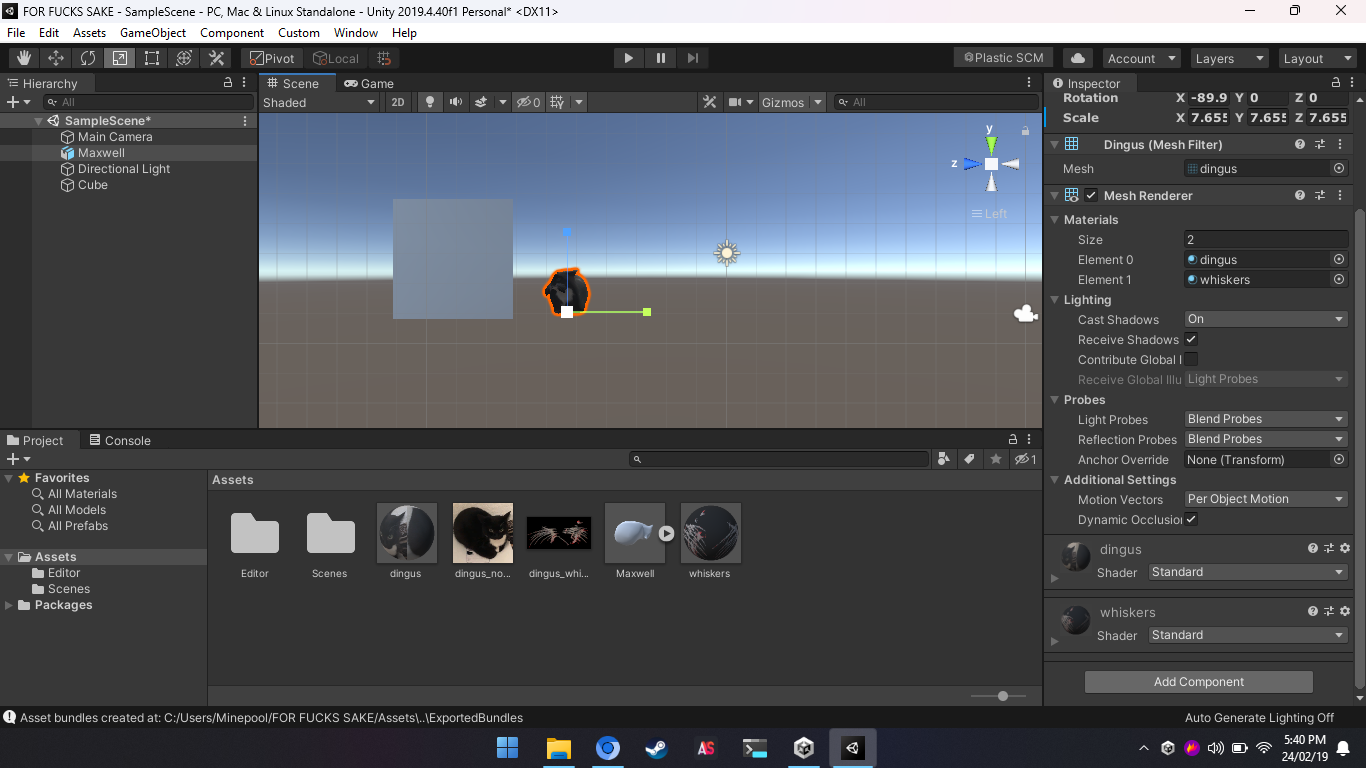 FOR FUCKS SAKE - SampleScene - PC, Mac & Linux Standalone - Unity 2019.4.40f1 Personal* <DX11>
File Edit Assets GameObject Component Custom Window Help
Pivot Local Plastic SCM Account Layers Layout
Hierarchy
All
SampleScene*
Main Camera
Maxwell
Directional Light
Cube
Scene Game
Shaded 2D 0 Gizmos All
y
z
Left
Inspector
Rotation X -89.9 Y 0 Z 0
Scale X 7.655 Y 7.655 Z 7.655
Dingus (Mesh Filter)
Mesh dingus
Mesh Renderer
Materials
Size 2
Element 0 dingus
Element 1 whiskers
Lighting
Cast Shadows On
Receive Shadows
Contribute Global I
Receive Global Illu Light Probes
Probes
Light Probes Blend Probes
Reflection Probes Blend Probes
Anchor Override None (Transform)
Additional Settings
Motion Vectors Per Object Motion
Dynamic Occlusion
dingus
Shader Standard
whiskers
Shader Standard
Add Component
Project Console
1
Favorites
All Materials
All Models
All Prefabs
Assets
Editor
Scenes
Packages
Assets
Editor Scenes dingus dingus_no... dingus_whi... Maxwell whiskers
Asset bundles created at: C:/Users/Minepool/FOR FUCKS SAKE/Assets\..\ExportedBundles
Auto Generate Lighting Off
AS
5:40 PM
24/02/19